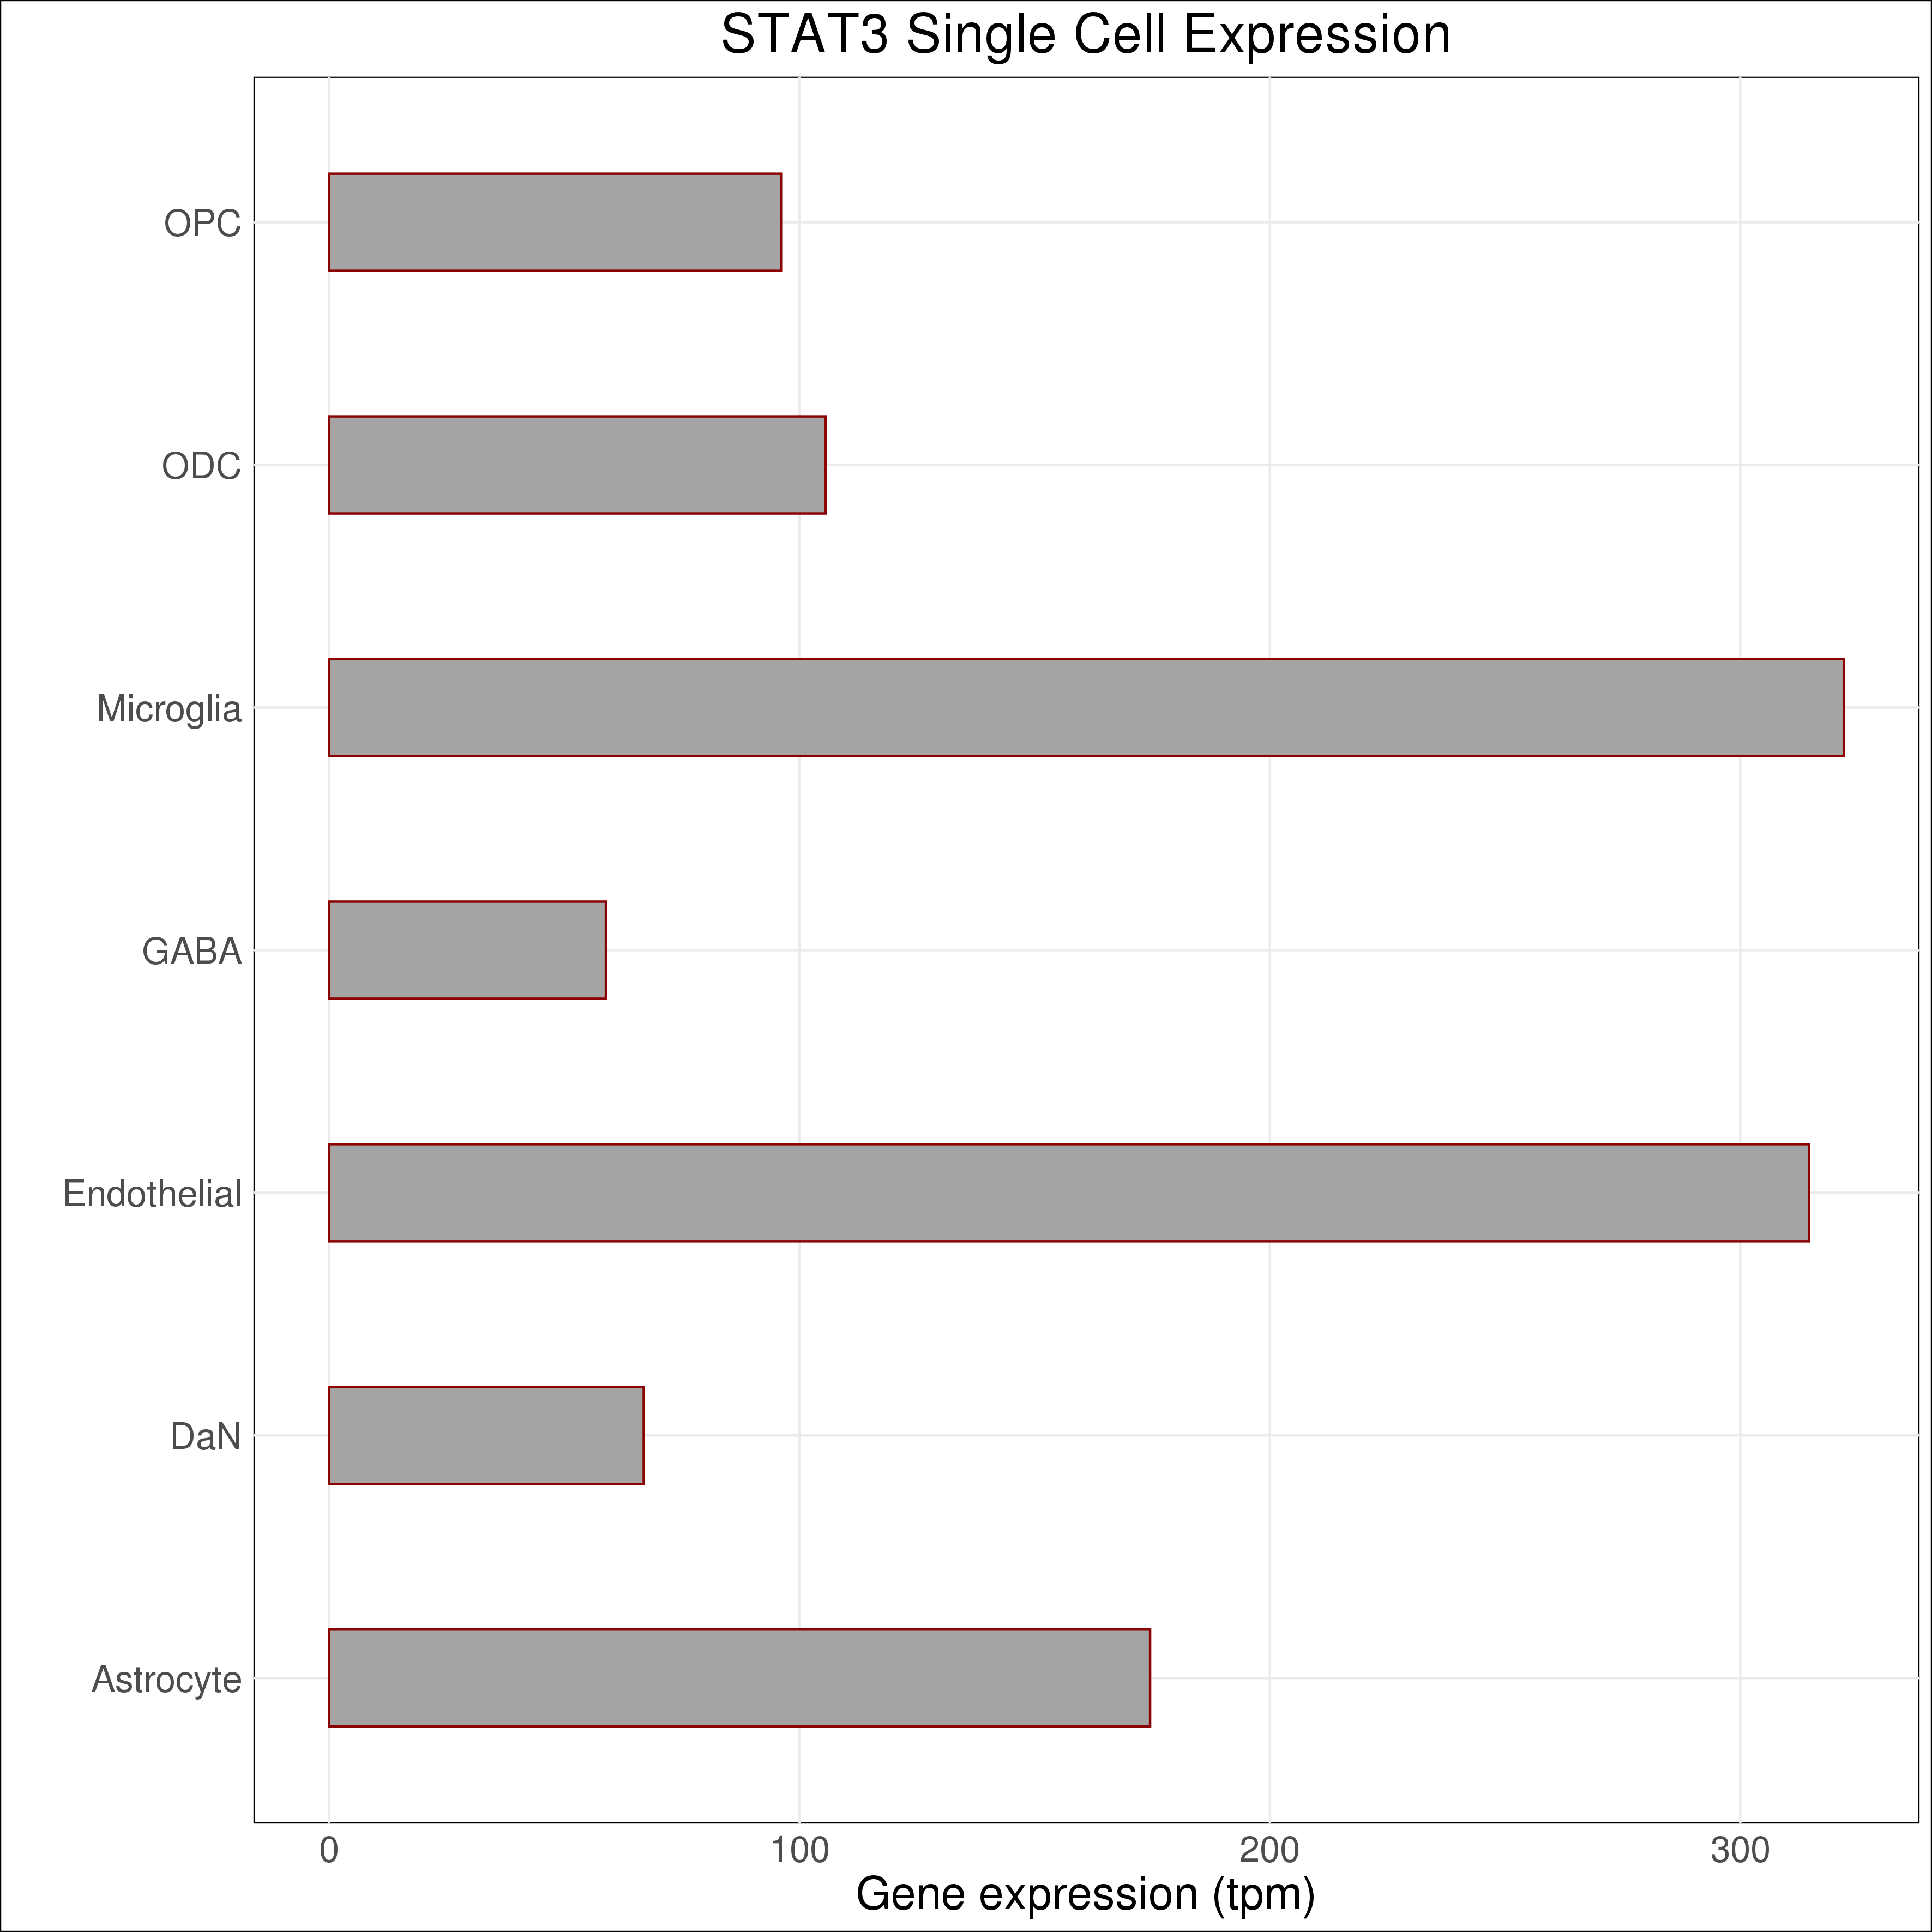 STAT3 Single Cell Expression
OPC
ODC
Microglia
GABA
Endothelial
DaN
Astrocyte
0 100 200 300
Gene expression (tpm)